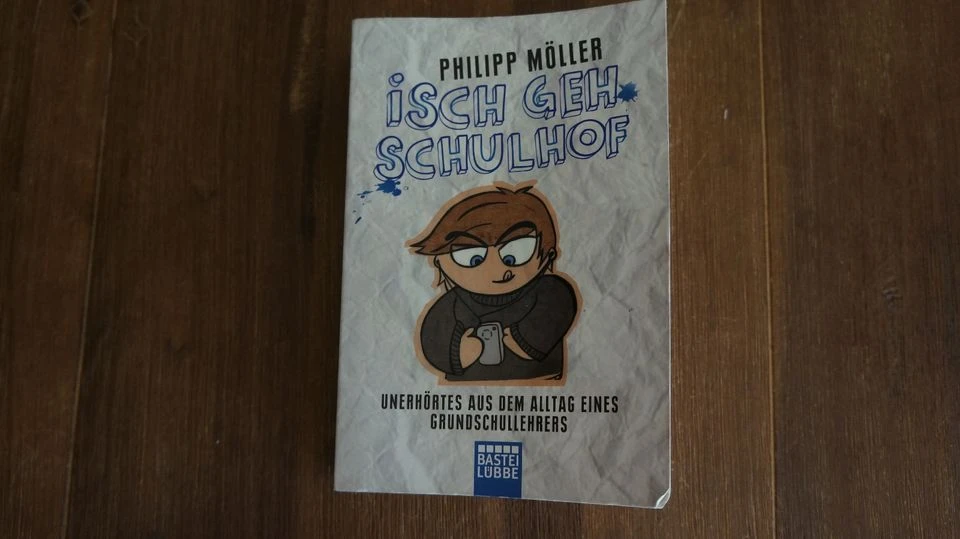 PHILIPP MÖLLER
iSCH GEH
SCHULHOF
UNERHÖRTES AUS DEM ALLTAG EINES
GRUNDSCHULLEHRERS
BASTEI
LÜBBE